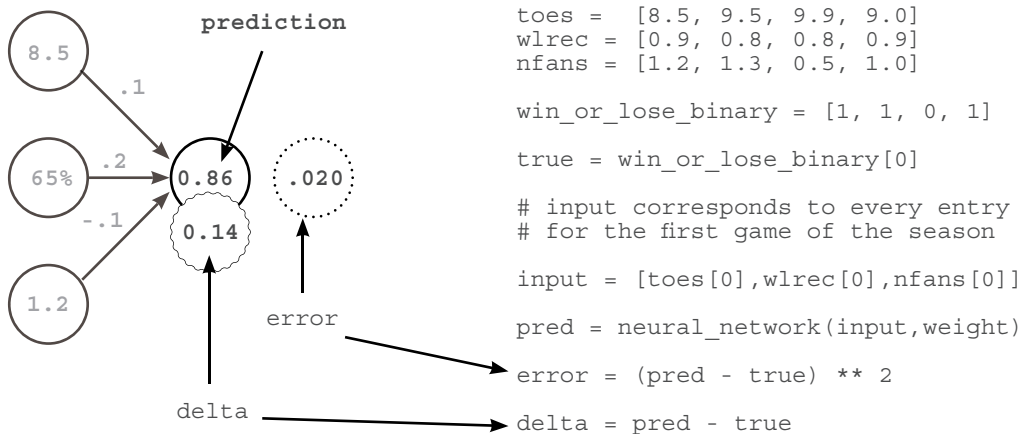 prediction
8.5
.1
65%
.2
0.86
.020
-.1
0.14
1.2
error
delta
toes =  [8.5, 9.5, 9.9, 9.0]
wlrec = [0.9, 0.8, 0.8, 0.9]
nfans = [1.2, 1.3, 0.5, 1.0]
win_or_lose_binary = [1, 1, 0, 1]
true = win_or_lose_binary[0]
# input corresponds to every entry
# for the first game of the season
input = [toes[0],wlrec[0],nfans[0]]
pred = neural_network(input,weight)
error = (pred - true) ** 2
delta = pred - true